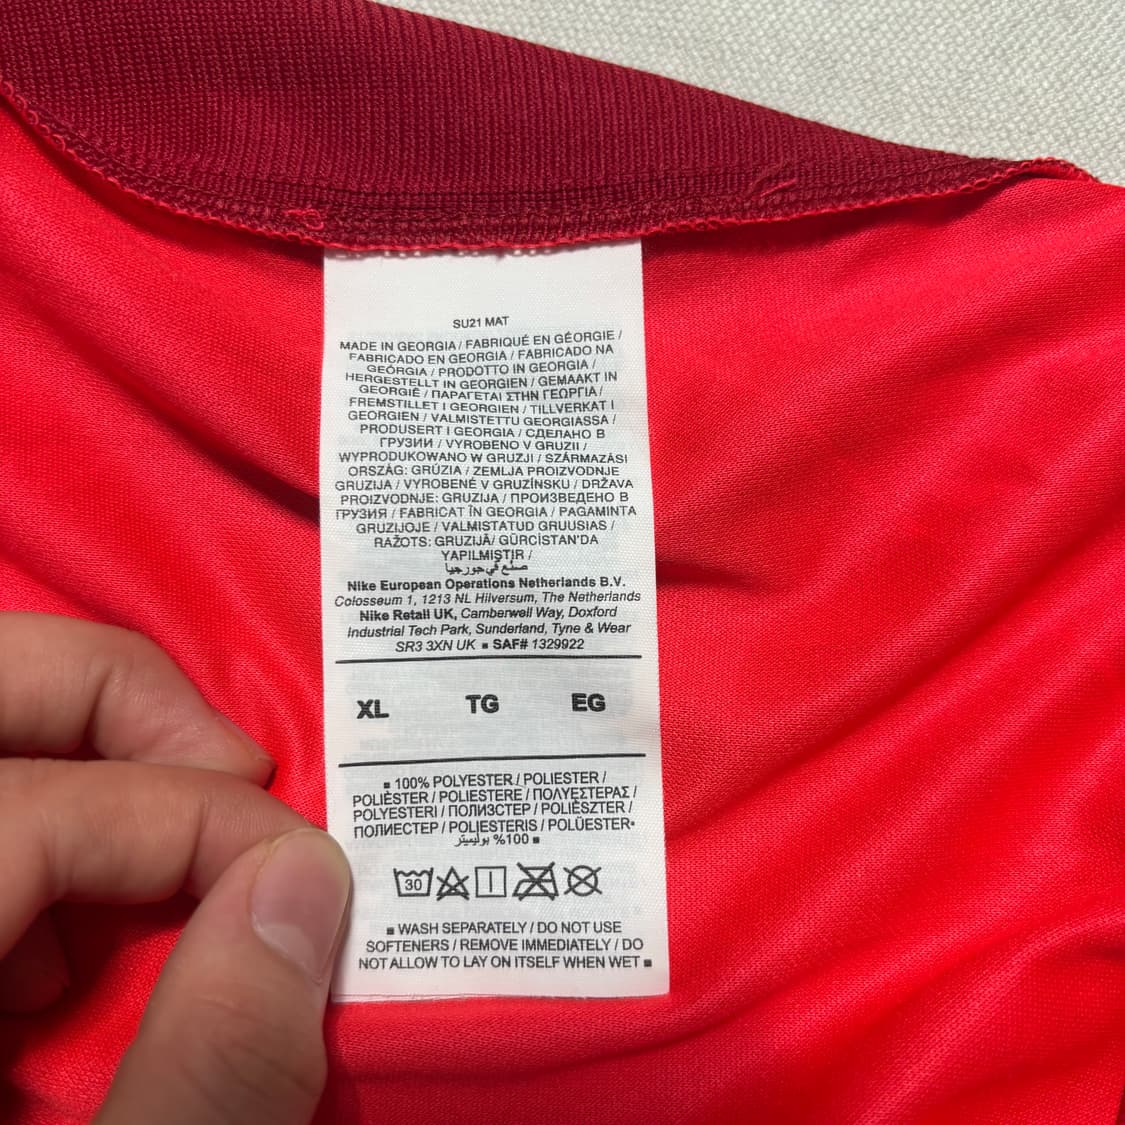 SU21 MAT
MADE IN GEORGIA / FABRIQUÉ EN GÉORGIE /
FABRICADO EN GEORGIA / FABRICADO NA
GEÓRGIA / PRODOTTO IN GEORGIA /
HERGESTELLT IN GEORGIEN / GEMAAKT IN
GEORGIË / ΠΑΡΑΓΕΤΑΙ ΣΤΗΝ ΓΕΩΡΓΙΑ /
FREMSTILLET I GEORGIEN / TILLVERKAT I
GEORGIEN / VALMISTETTU GEORGIASSA /
PRODUSERT I GEORGIA / СДЕЛАНО В
ГРУЗИИ / VYROBENO V GRUZII /
WYPRODUKOWANO W GRUZJI / SZÁRMAZÁSI
ORSZÁG: GRÚZIA / ZEMLJA PROIZVODNJE
GRUZIJA / VYROBENÉ V GRUZÍNSKU / DRŽAVA
PROIZVODNJE: GRUZIJA / ПРОИЗВЕДЕНО В
ГРУЗИЯ / FABRICAT ÎN GEORGIA / PAGAMINTA
GRUZIJOJE / VALMISTATUD GRUUSIAS /
RAŽOTS: GRUZIJĀ/ GÜRCİSTAN'DA
YAPILMIŞTIR /
صنع في جورجيا
Nike European Operations Netherlands B.V.
Colosseum 1, 1213 NL Hilversum, The Netherlands
Nike Retail UK, Camberwell Way, Doxford
Industrial Tech Park, Sunderland, Tyne & Wear
SR3 3XN UK ■ SAF# 1329922
XL TG EG
■ 100% POLYESTER / POLIESTER /
POLIÉSTER / POLIESTERE / ΠΟΛΥΕΣΤΕΡΑΣ /
POLYESTERI / ПОЛИЭСТЕР / POLIÉSZTER /
ПОЛИЕСТЕР / POLIESTERIS / POLÜESTER*
100% بوليستر ■
30
■ WASH SEPARATELY / DO NOT USE
SOFTENERS / REMOVE IMMEDIATELY / DO
NOT ALLOW TO LAY ON ITSELF WHEN WET ■